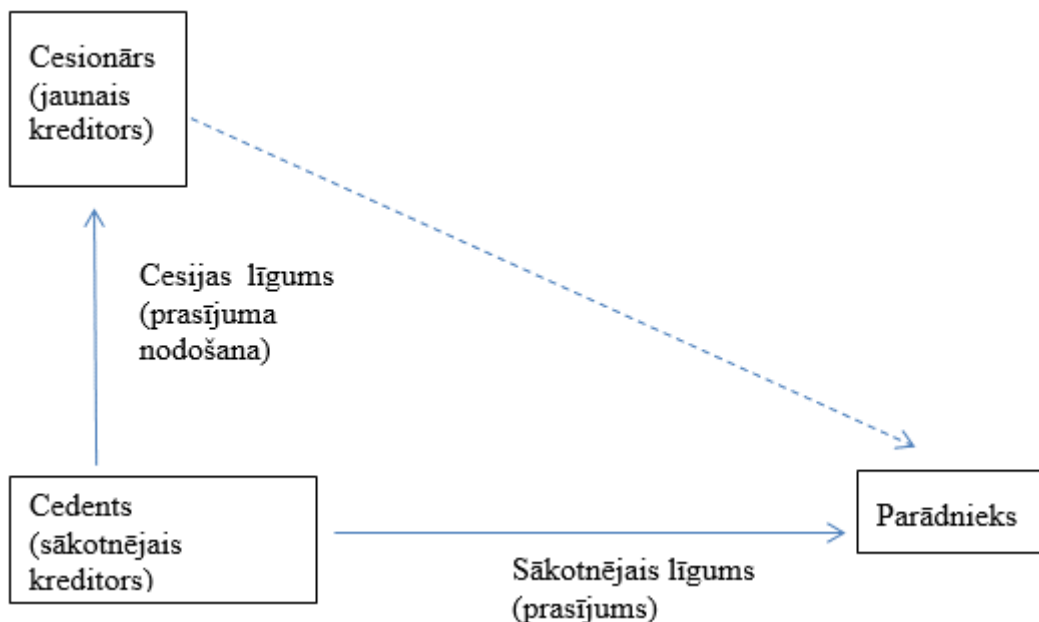 Cesionārs
(jaunais
kreditors)
Cesijas līgums
(prasījuma
nodošana)
Cedents
(sākotnējais
kreditors)
Parādnieks
Sākotnējais līgums
(prasījums)